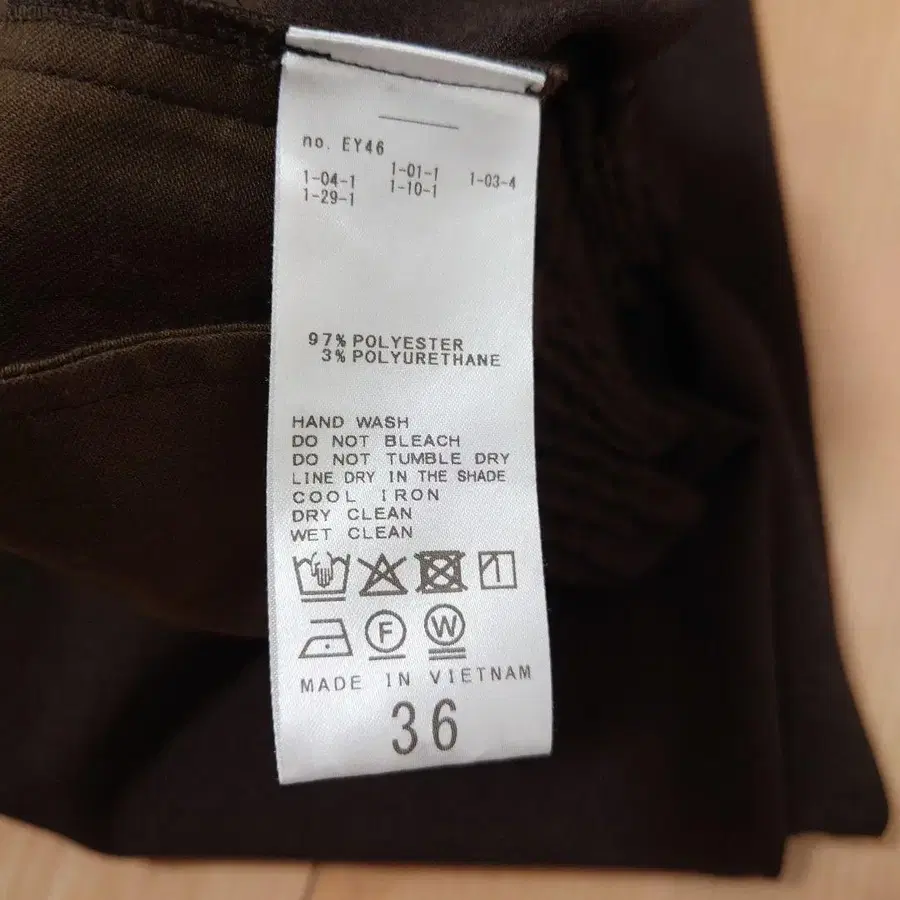 no. EY46
1-04-1 1-01-1 1-03-4
1-29-1 1-10-1
97% POLYESTER
3% POLYURETHANE
HAND WASH
DO NOT BLEACH
DO NOT TUMBLE DRY
LINE DRY IN THE SHADE
COOL IRON
DRY CLEAN
WET CLEAN
F W
MADE IN VIETNAM
36